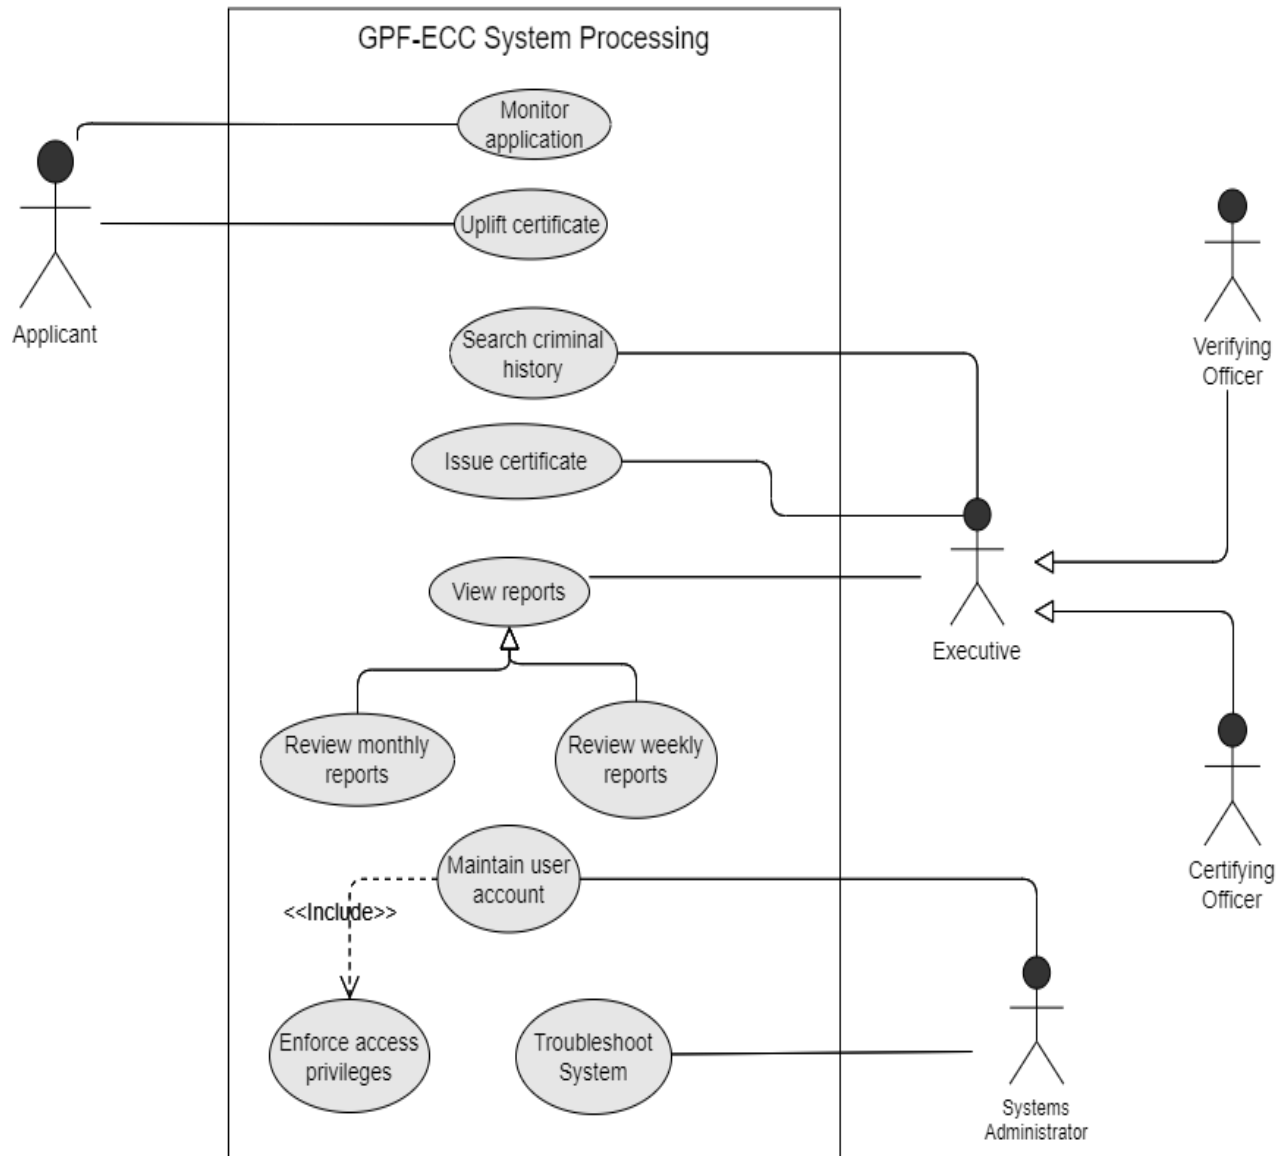 GPF-ECC System Processing
Monitor
application
Uplift certificate
Applicant
Search criminal
history
Verifying
Officer
Issue certificate
View reports
Executive
Review monthly
reports
Review weekly
reports
Maintain user
account
Certifying
Officer
<<Include>>
Enforce access
privileges
Troubleshoot
System
Systems
Administrator